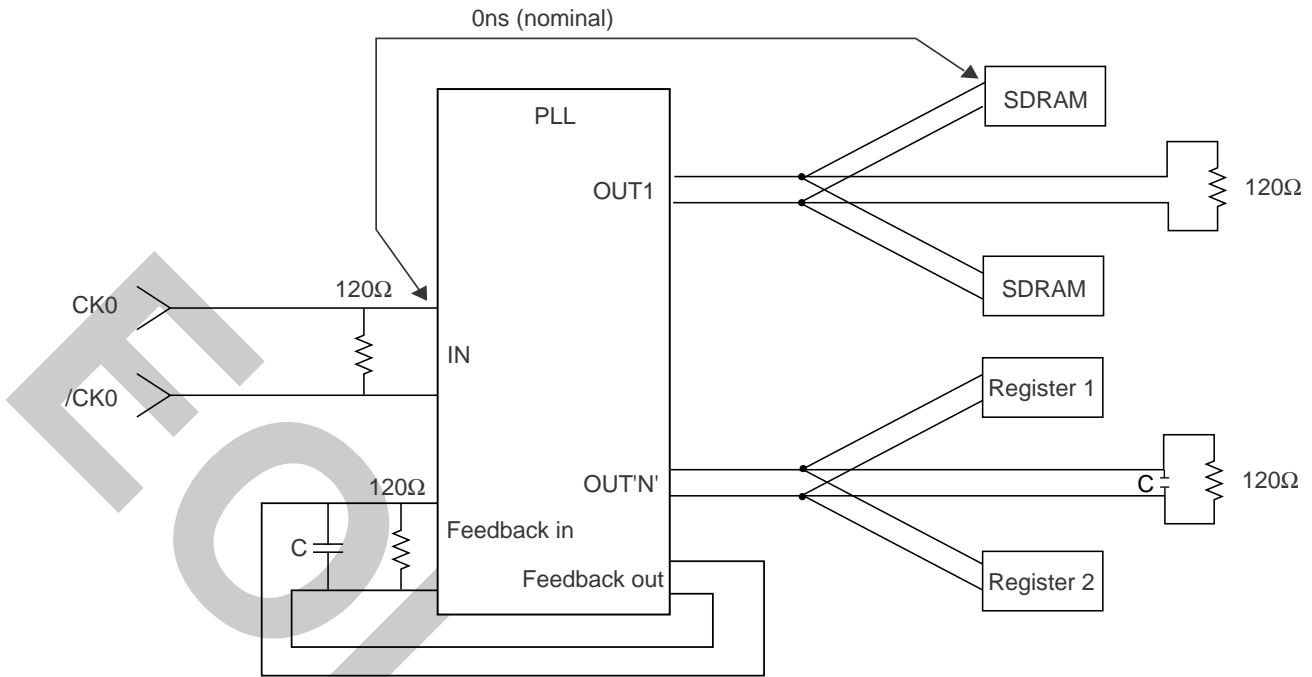 0ns (nominal)
PLL
SDRAM
OUT1
120Ω
SDRAM
CK0
120Ω
IN
/CK0
Register 1
120Ω
OUT'N'
C
120Ω
Feedback in
C
Feedback out
Register 2